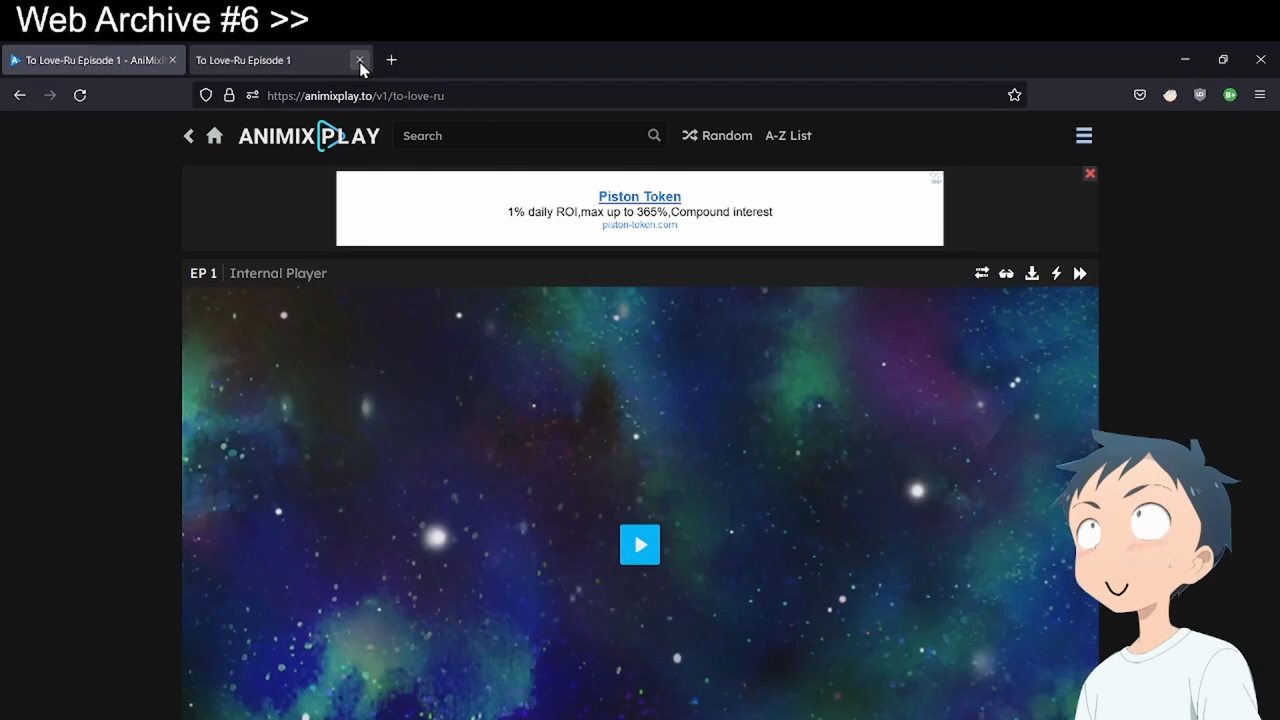 Web Archive #6 >>
To Love-Ru Episode 1 - AniMixP
To Love-Ru Episode 1
https://animixplay.to/v1/to-love-ru
ANIMIXPLAY
Search
Random
A-Z List
Piston Token
1% daily ROI,max up to 365%,Compound interest
piston-token.com
EP 1
Internal Player